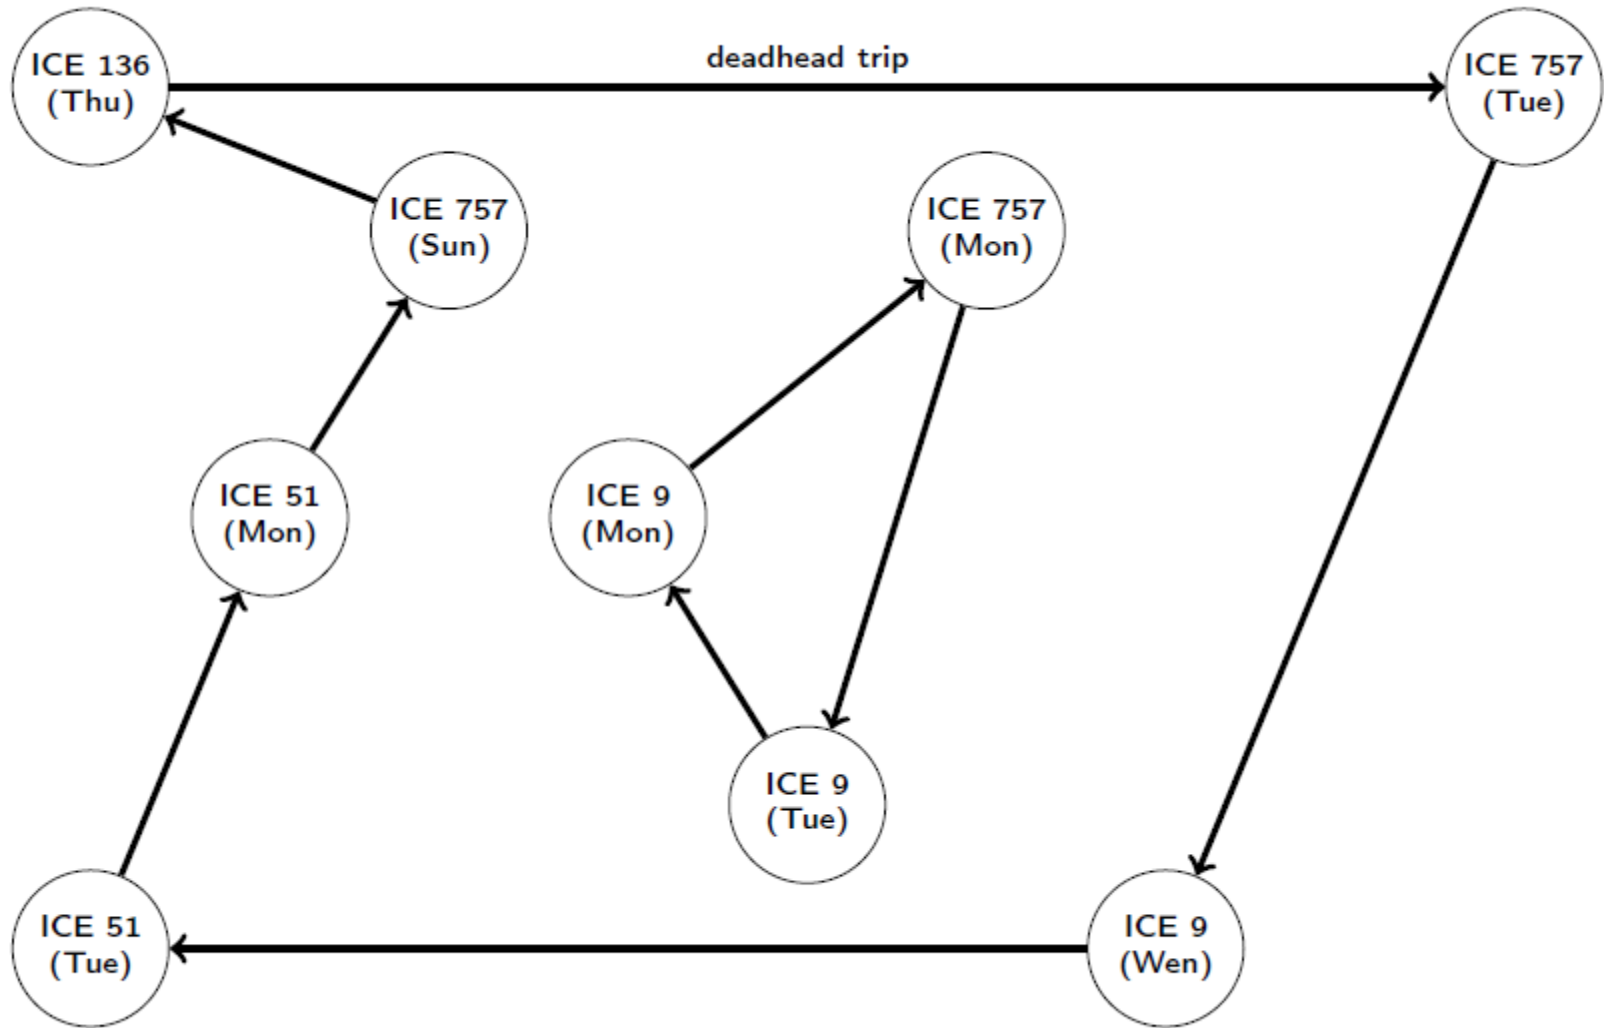 ICE 136
(Thu)
deadhead trip
ICE 757
(Tue)
ICE 757
(Sun)
ICE 757
(Mon)
ICE 51
(Mon)
ICE 9
(Mon)
ICE 9
(Tue)
ICE 51
(Tue)
ICE 9
(Wen)